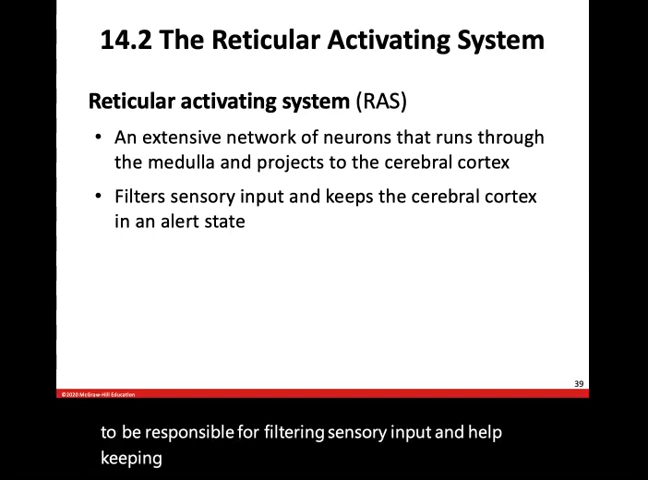 14.2 The Reticular Activating System
Reticular activating system (RAS)
• An extensive network of neurons that runs through
the medulla and projects to the cerebral cortex
• Filters sensory input and keeps the cerebral cortex
in an alert state
39
©2020 McGraw-Hill Education
to be responsible for filtering sensory input and help
keeping